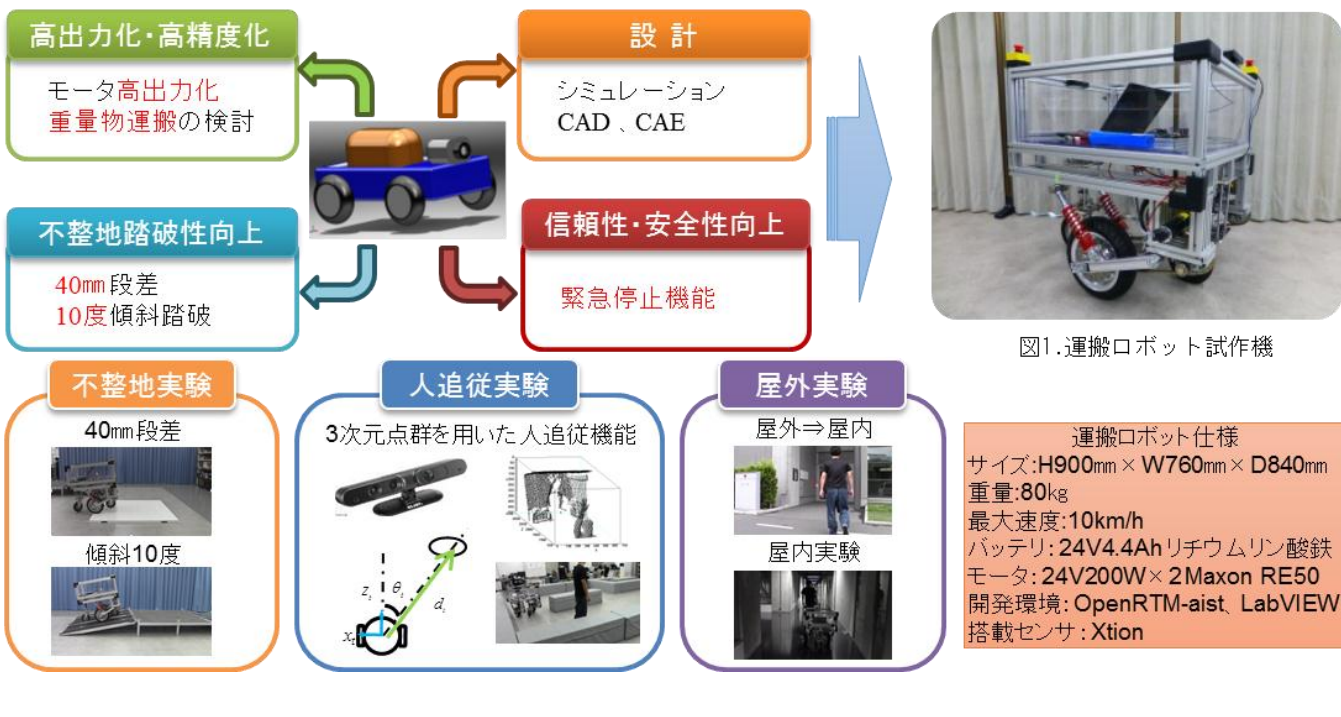 高出力化・高精度化
モータ高出力化
重量物運搬の検討
設 計
シミュレーション
CAD 、CAE
不整地踏破性向上
40㎜段差
10度傾斜踏破
信頼性・安全性向上
緊急停止機能
図1.運搬ロボット試作機
不整地実験
40㎜段差
傾斜10度
人追従実験
3次元点群を用いた人追従機能
z_t
θ_t
d_t
x_t
屋外実験
屋外⇒屋内
屋内実験
運搬ロボット仕様
サイズ:H900㎜×W760㎜×D840㎜
重量:80㎏
最大速度:10km/h
バッテリ:24V4.4Ahリチウムリン酸鉄
モータ:24V200W×2Maxon RE50
開発環境:OpenRTM-aist、LabVIEW
搭載センサ:Xtion